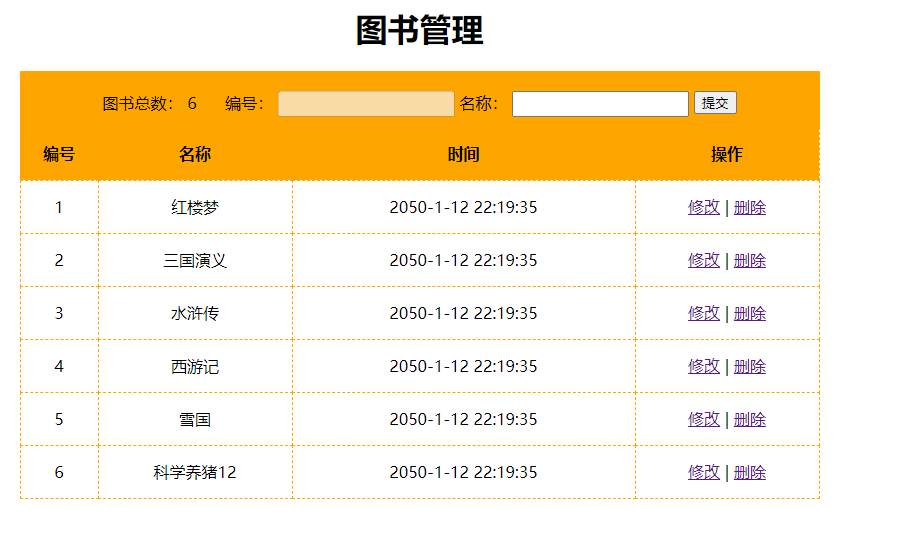 图书管理
图书总数： 6 编号： 名称： 提交
编号 名称 时间 操作
1 红楼梦 2050-1-12 22:19:35 修改 | 删除
2 三国演义 2050-1-12 22:19:35 修改 | 删除
3 水浒传 2050-1-12 22:19:35 修改 | 删除
4 西游记 2050-1-12 22:19:35 修改 | 删除
5 雪国 2050-1-12 22:19:35 修改 | 删除
6 科学养猪12 2050-1-12 22:19:35 修改 | 删除